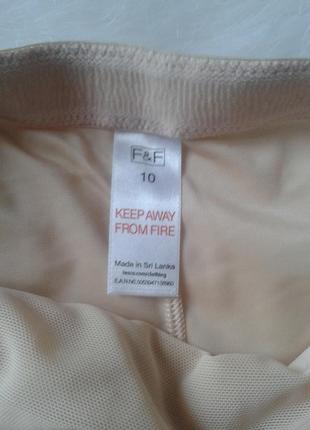 F&F
10
KEEP AWAY
FROM FIRE
Made in Sri Lanka
tesco.com/clothing